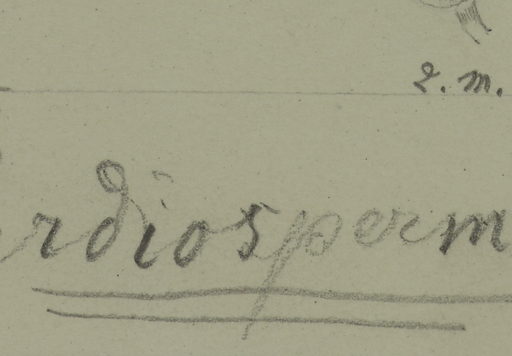 2. m.
rdiosperm